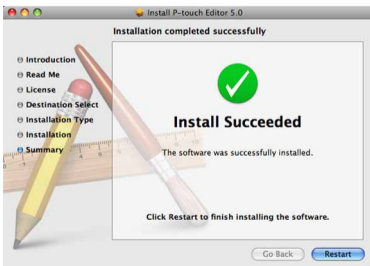 Install P-touch Editor 5.0
Installation completed successfully
Introduction
Read Me
License
Destination Select
Installation Type
Installation
Summary
Install Succeeded
The software was successfully installed.
Click Restart to finish installing the software.
Go Back
Restart